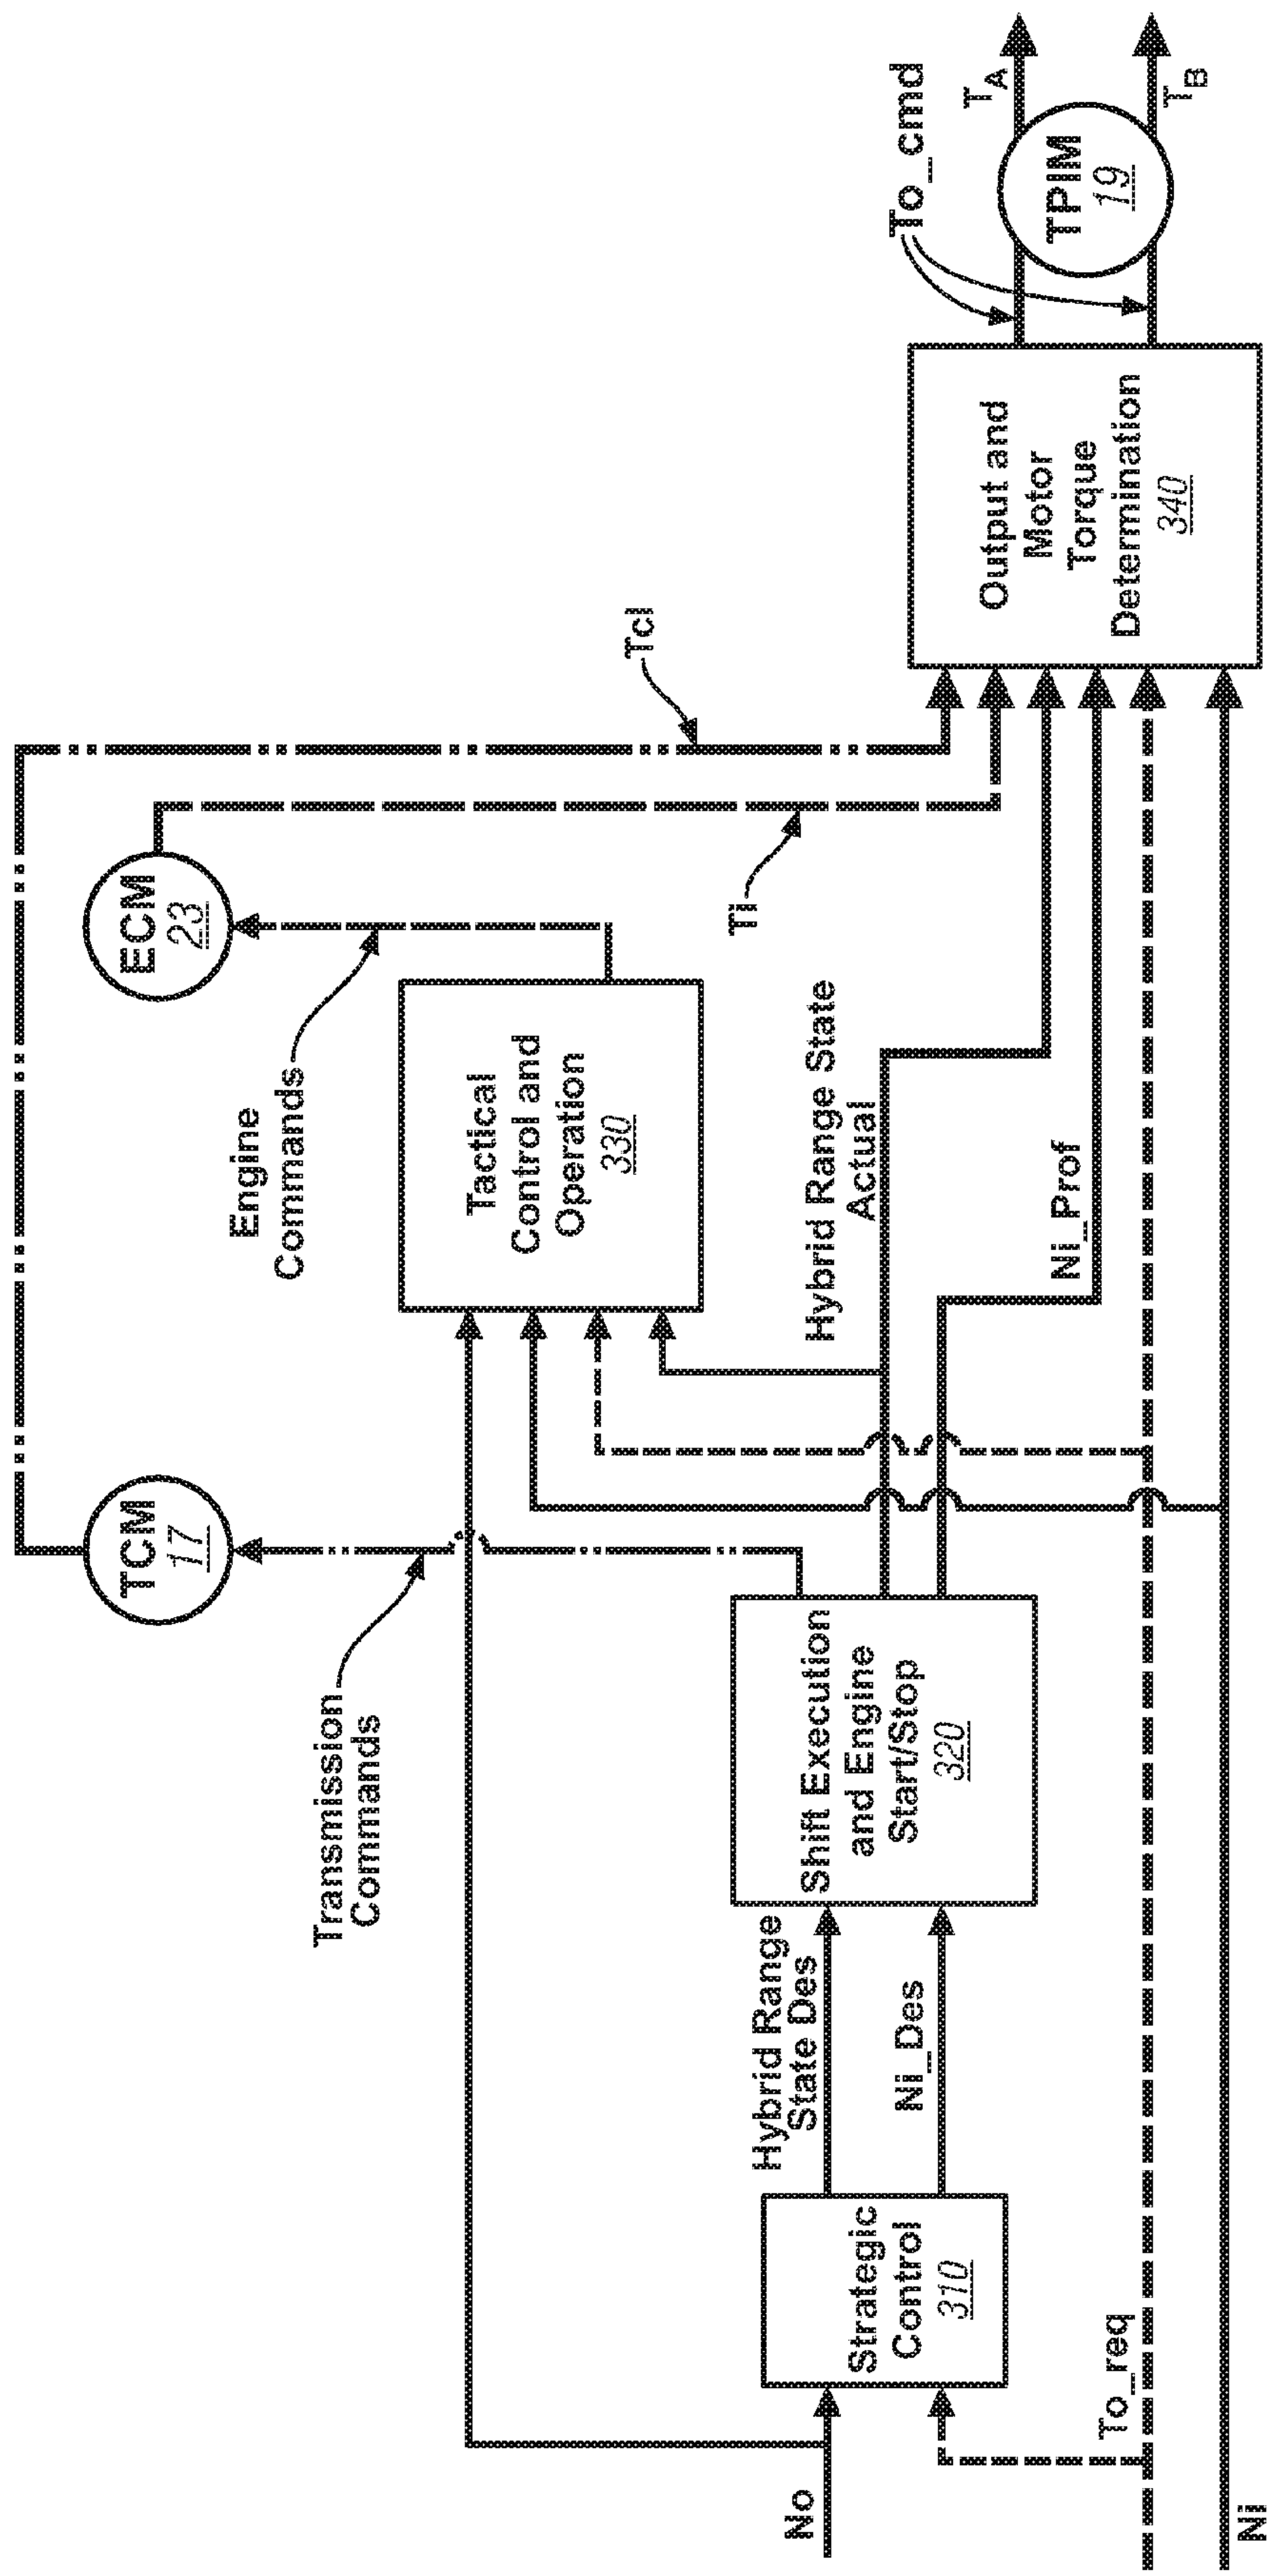 TCM
17
ECM
23
Tcl
Ti
Engine
Commands
Transmission
Commands
Tactical
Control and
Operation
330
Hybrid Range State
Actual
Ni_Prof
No
Strategic
Control
310
Hybrid Range
State Des
Ni_Des
Shift Execution
and Engine
Start/Stop
320
To_req
Ni
Output and
Motor
Torque
Determination
340
To_cmd
TPIM
19
TA
TB